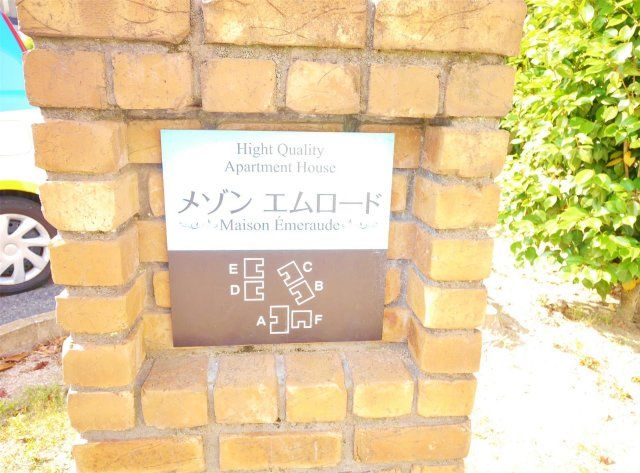 Hight Quality
Apartment House
メゾン エムロード
Maison Émeraude
E C
D B
A F